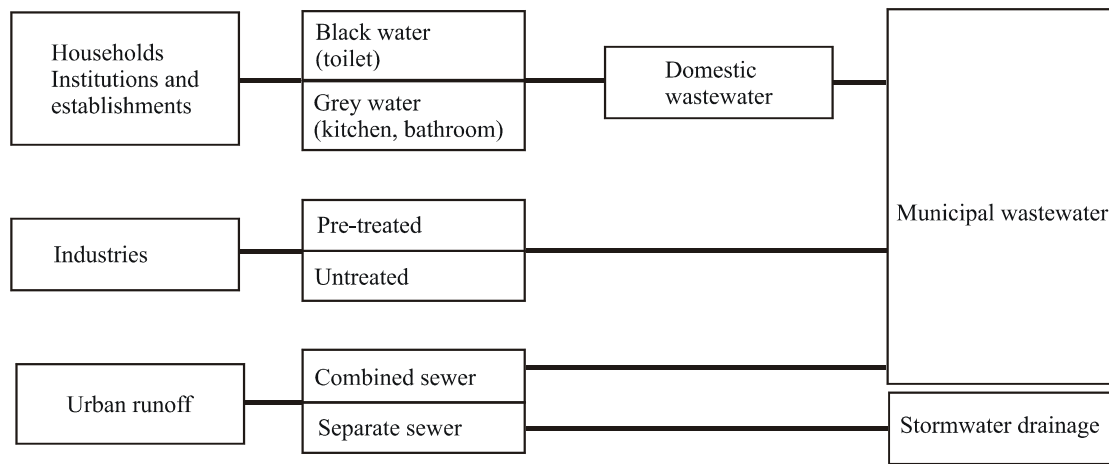 Households
Institutions and
establishments
Black water
(toilet)
Grey water
(kitchen, bathroom)
Domestic
wastewater
Municipal wastewater
Industries
Pre-treated
Untreated
Urban runoff
Combined sewer
Separate sewer
Stormwater drainage